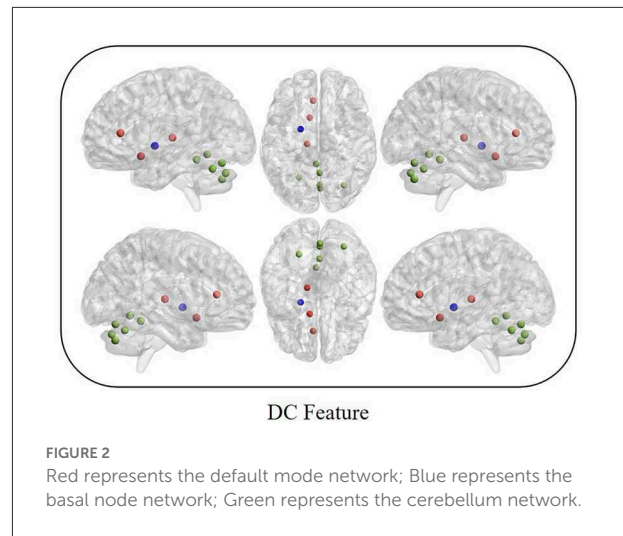 DC Feature
FIGURE 2
Red represents the default mode network; Blue represents the
basal node network; Green represents the cerebellum network.